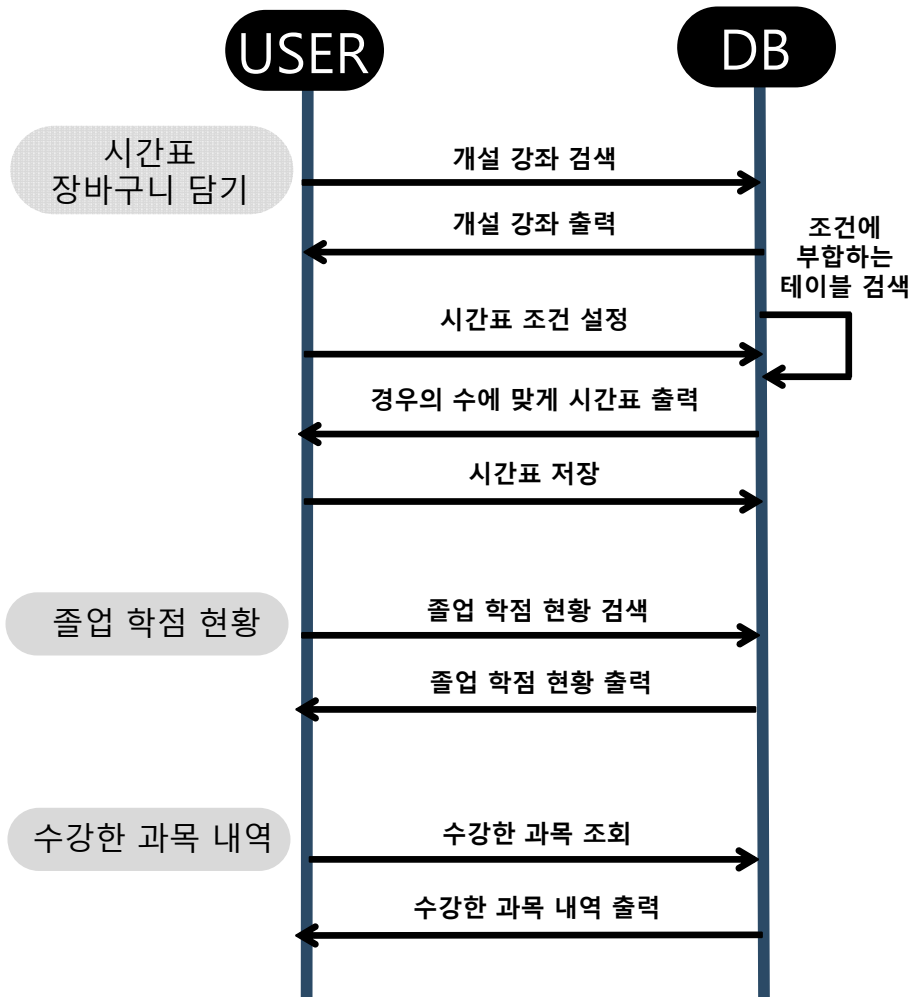 USER
DB
시간표
장바구니 담기
개설 강좌 검색
개설 강좌 출력
조건에
부합하는
테이블 검색
시간표 조건 설정
경우의 수에 맞게 시간표 출력
시간표 저장
졸업 학점 현황
졸업 학점 현황 검색
졸업 학점 현황 출력
수강한 과목 내역
수강한 과목 조회
수강한 과목 내역 출력